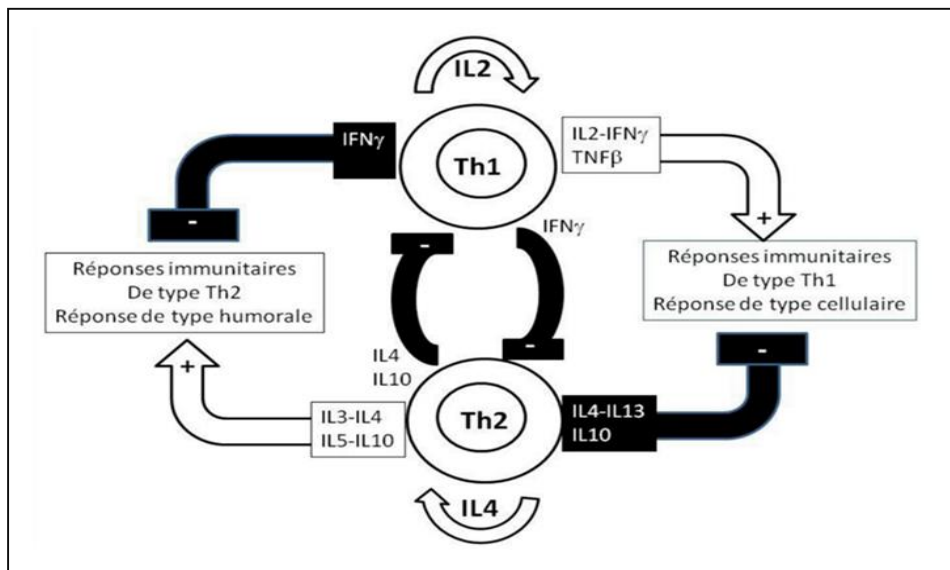 IL2
IFNγ
Th1
IL2-IFNγ
TNFβ
IFNγ
+
-
-
Réponses immunitaires
De type Th2
Réponse de type humorale
Réponses immunitaires
De type Th1
Réponse de type cellulaire
-
-
+
IL4
IL10
IL3-IL4
IL5-IL10
Th2
IL4-IL13
IL10
IL4